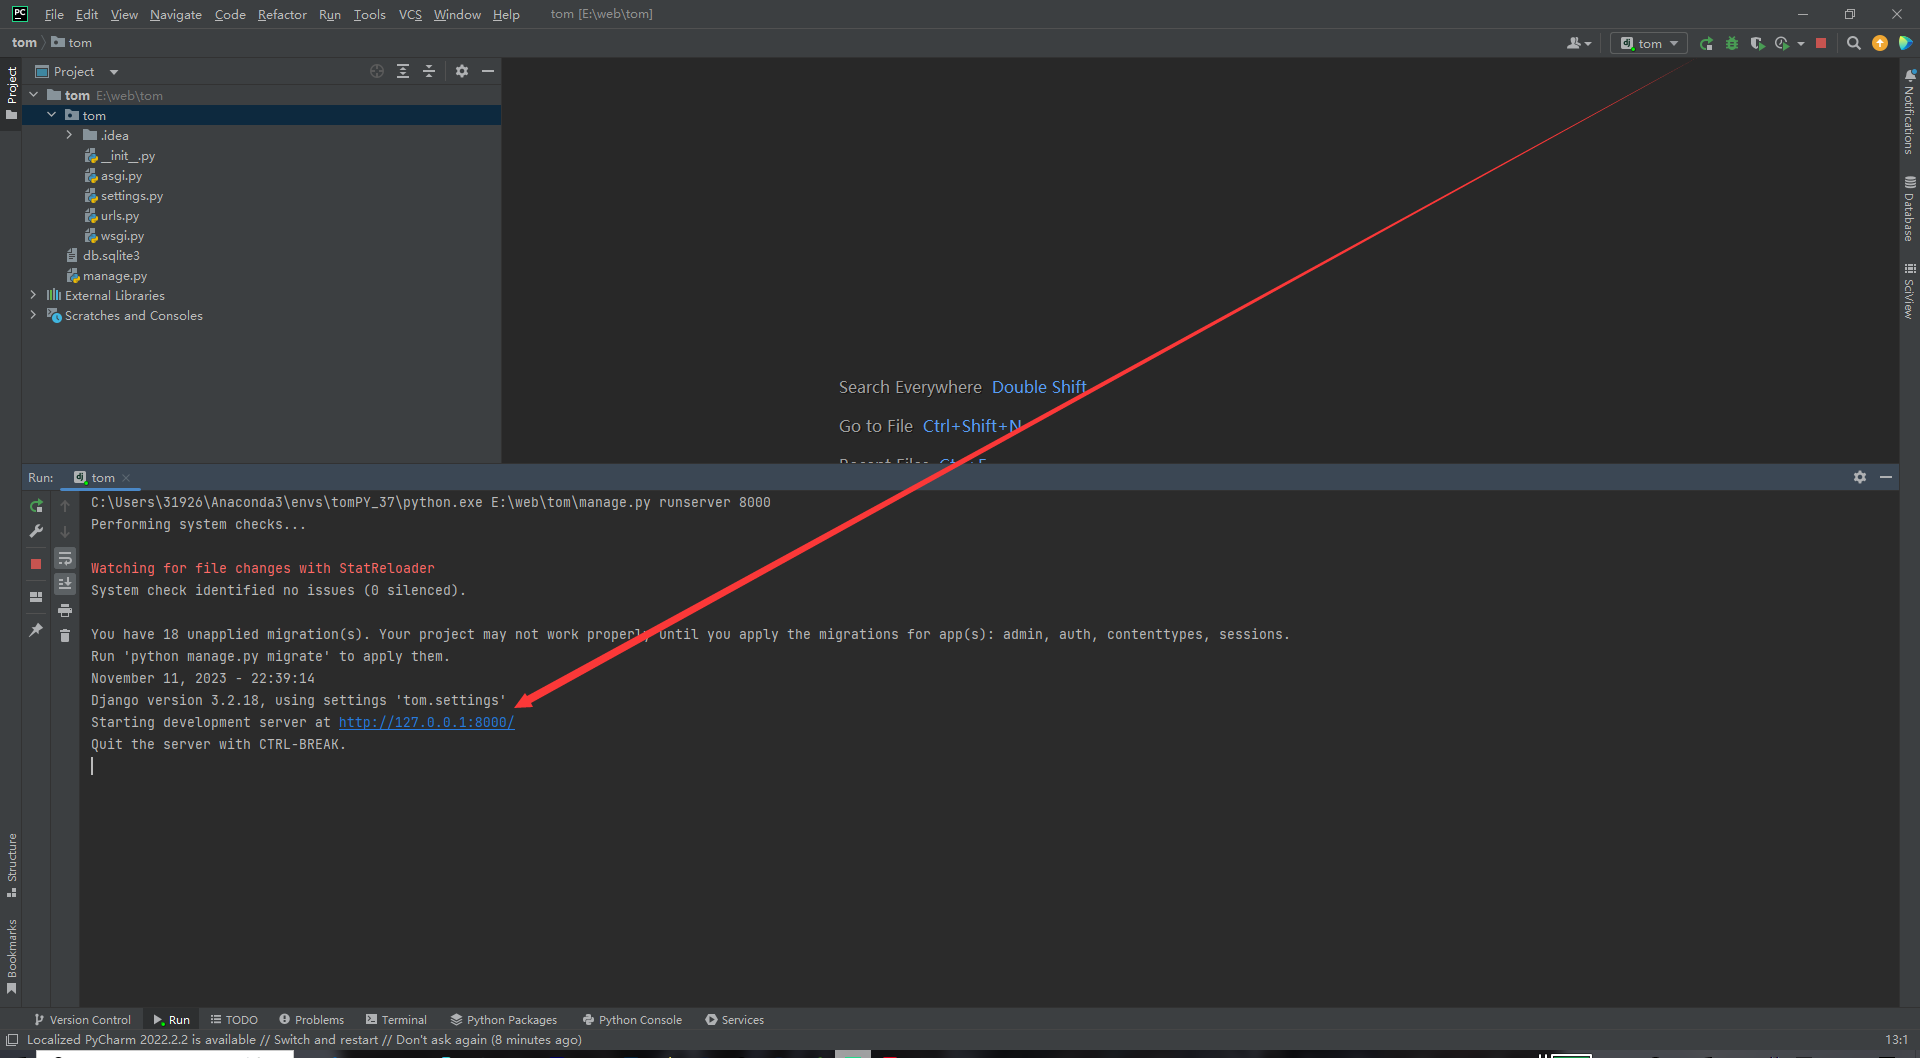 PC File Edit View Navigate Code Refactor Run Tools VCS Window Help tom [E:\web\tom]
tom tom
tom
Project
Project
tom E:\web\tom
tom
.idea
__init__.py
asgi.py
settings.py
urls.py
wsgi.py
db.sqlite3
manage.py
External Libraries
Scratches and Consoles
Search Everywhere Double Shift
Go to File Ctrl+Shift+N
Notifications
Database
SciView
Run: tom
C:\Users\31926\Anaconda3\envs\tomPY_37\python.exe E:\web\tom\manage.py runserver 8000
Performing system checks...
Watching for file changes with StatReloader
System check identified no issues (0 silenced).
You have 18 unapplied migration(s). Your project may not work properly until you apply the migrations for app(s): admin, auth, contenttypes, sessions.
Run 'python manage.py migrate' to apply them.
November 11, 2023 - 22:39:14
Django version 3.2.18, using settings 'tom.settings'
Starting development server at http://127.0.0.1:8000/
Quit the server with CTRL-BREAK.
Structure
Bookmarks
Version Control Run TODO Problems Terminal Python Packages Python Console Services
Localized PyCharm 2022.2.2 is available // Switch and restart // Don't ask again (8 minutes ago) 13:1